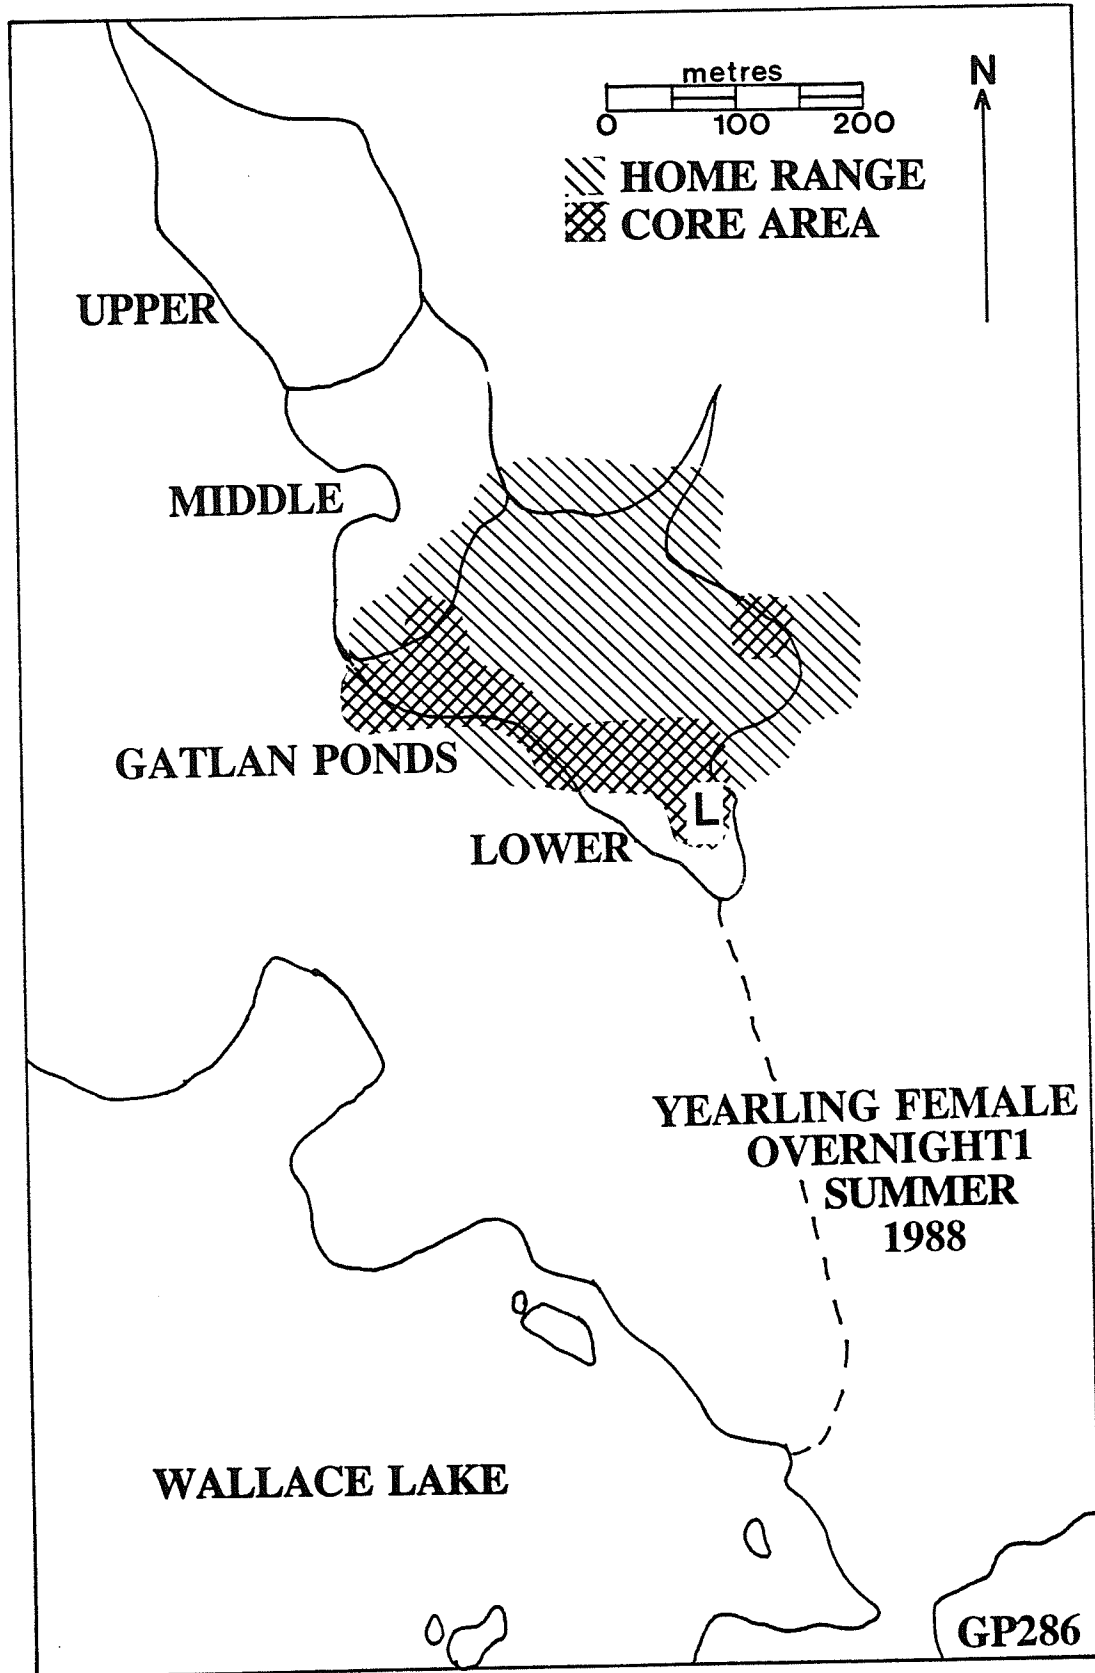 metres
N
0 100 200
HOME RANGE
CORE AREA
UPPER
MIDDLE
GATLAN PONDS
L
LOWER
YEARLING FEMALE
OVERNIGHT1
SUMMER
1988
WALLACE LAKE
GP286